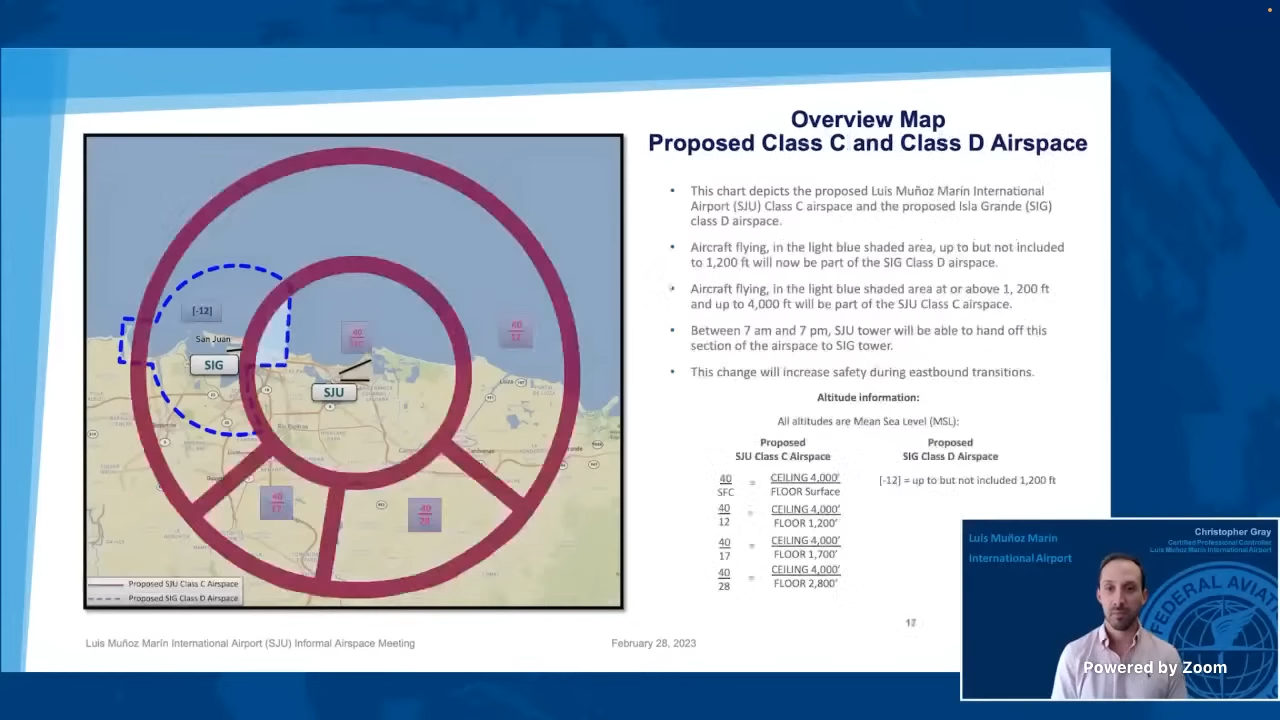 Overview Map
Proposed Class C and Class D Airspace
• This chart depicts the proposed Luis Muñoz Marín International
Airport (SJU) Class C airspace and the proposed Isla Grande (SIG)
class D airspace.
• Aircraft flying, in the light blue shaded area, up to but not included
to 1,200 ft will now be part of the SIG Class D airspace.
• Aircraft flying, in the light blue shaded area at or above 1, 200 ft
and up to 4,000 ft will be part of the SJU Class C airspace.
• Between 7 am and 7 pm, SJU tower will be able to hand off this
section of the airspace to SIG tower.
• This change will increase safety during eastbound transitions.
Altitude information:
All altitudes are Mean Sea Level (MSL):
Proposed
SJU Class C Airspace
40
SFC
=
CEILING 4,000'
FLOOR Surface
40
12
=
CEILING 4,000'
FLOOR 1,200'
40
17
=
CEILING 4,000'
FLOOR 1,700'
40
28
=
CEILING 4,000'
FLOOR 2,800'
Proposed
SIG Class D Airspace
[-12] = up to but not included 1,200 ft
[-12]
San Juan
SIG
SJU
40
12
40
17
40
28
Proposed SJU Class C Airspace
Proposed SIG Class D Airspace
Luis Muñoz Marín International Airport (SJU) Informal Airspace Meeting
February 28, 2023
Luis Muñoz Marín
International Airport
Christopher Gray
Certified Professional Controller
Luis Muñoz Marín International Airport
FEDERAL AVIATI
Powered by Zoom